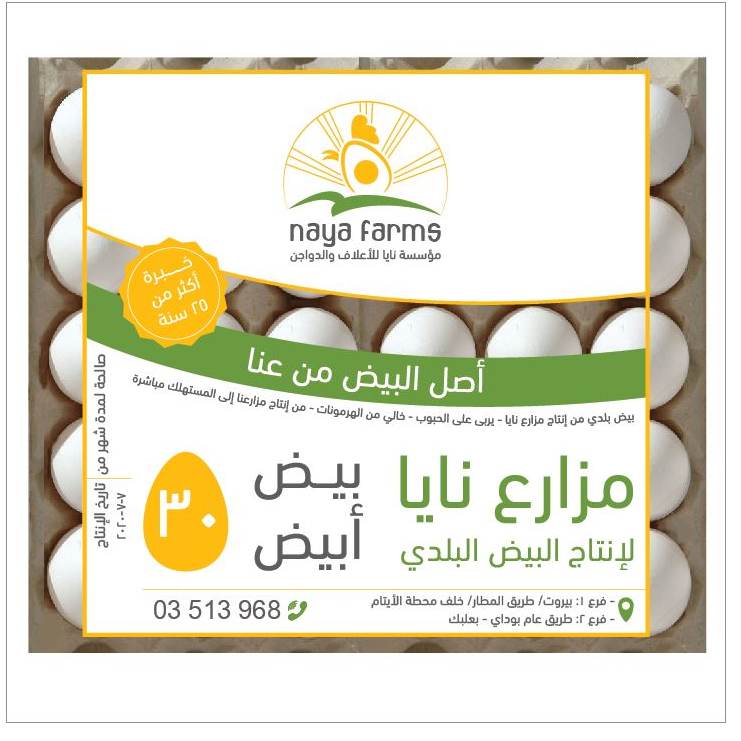 naya farms
مؤسسة نايا للأعلاف والدواجن
خبرة
أكثر من
٢٥ سنة
أصل البيض من عنا
بيض بلدي من إنتاج مزارع نايا - يربى على الحبوب - خالي من الهرمونات - من إنتاج مزارعنا إلى المستهلك مباشرة
صالحة لمدة شهر من تاريخ الإنتاج
٢٠٢٠-٧-٧
مزارع نايا
لإنتاج البيض البلدي
بيض
أبيض
٣٠
- فرع ١: بيروت/ طريق المطار/ خلف محطة الأيتام
- فرع ٢: طريق عام بوداي - بعلبك
03 513 968